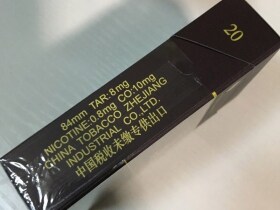 20
84mm TAR:8mg
NICOTINE:0.8mg CO:10mg
CHINA TOBACCO ZHEJIANG
INDUSTRIAL CO.,LTD.
中国税收未缴专供出口